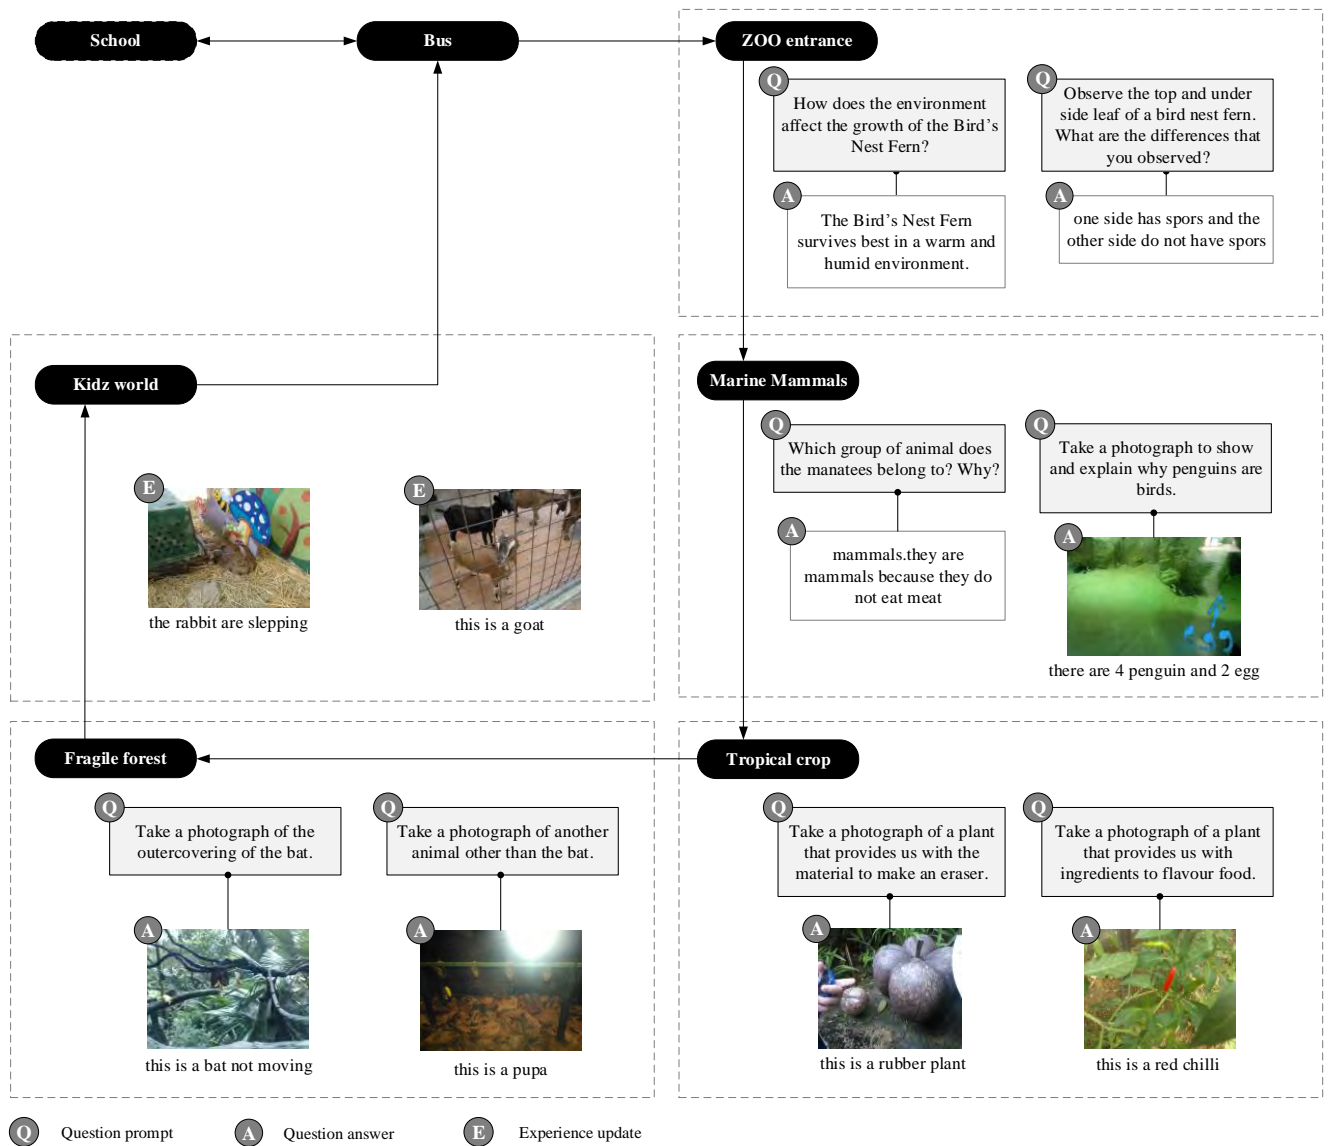 School
Bus
ZOO entrance
Q
How does the environment
affect the growth of the Bird's
Nest Fern?
A
The Bird's Nest Fern
survives best in a warm and
humid environment.
Q
Observe the top and under
side leaf of a bird nest fern.
What are the differences that
you observed?
A
one side has spors and the
other side do not have spors
Kidz world
E
the rabbit are slepping
E
this is a goat
Marine Mammals
Q
Which group of animal does
the manatees belong to? Why?
A
mammals.they are
mammals because they do
not eat meat
Q
Take a photograph to show
and explain why penguins are
birds.
A
there are 4 penguin and 2 egg
Fragile forest
Q
Take a photograph of the
outercovering of the bat.
A
this is a bat not moving
Q
Take a photograph of another
animal other than the bat.
A
this is a pupa
Tropical crop
Q
Take a photograph of a plant
that provides us with the
material to make an eraser.
A
this is a rubber plant
Q
Take a photograph of a plant
that provides us with
ingredients to flavour food.
A
this is a red chilli
Q Question prompt
A Question answer
E Experience update